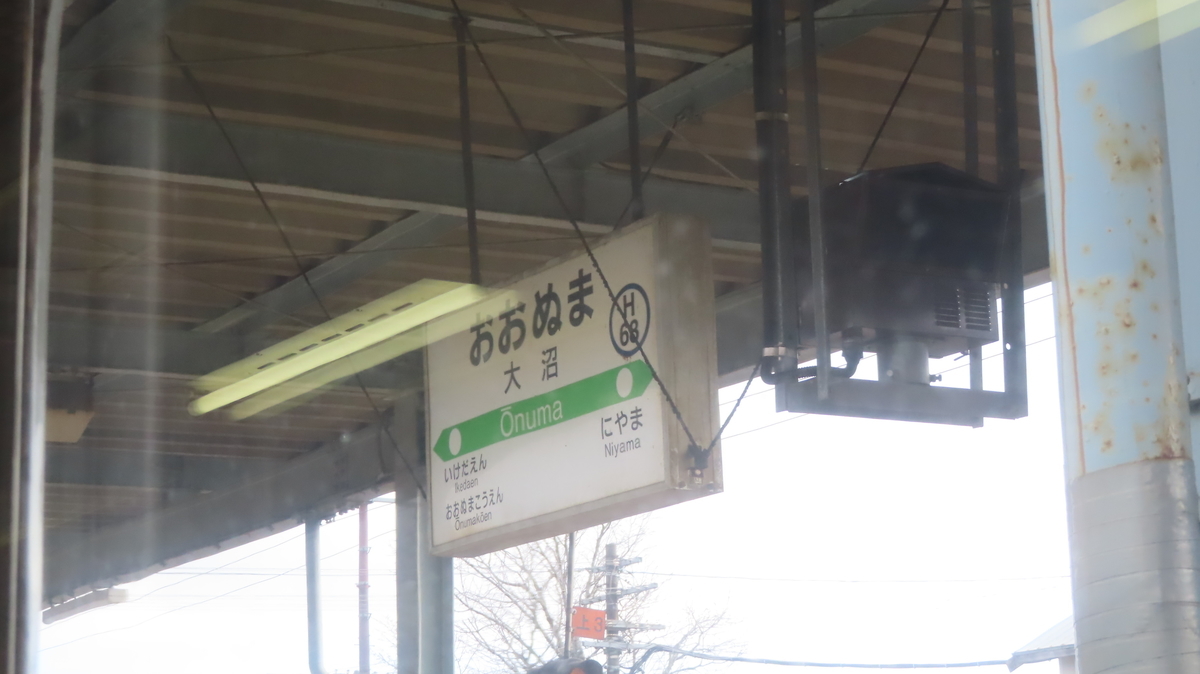 おおぬま
H
68
大沼
Ōnuma
にやま
Niyama
いけだえん
Ikedaen
おおぬまこうえん
Ōnumakōen
上3